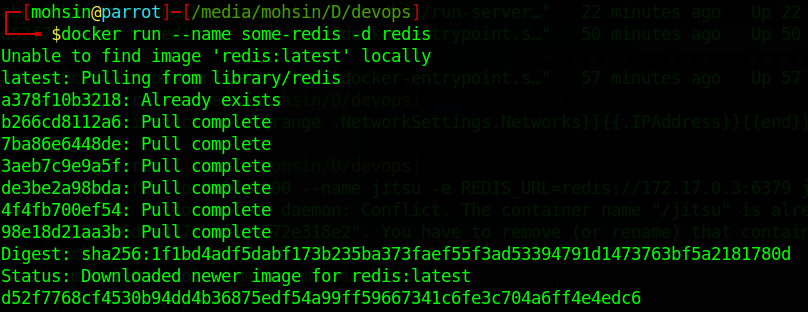 ┌─[mohsin@parrot]─[/media/mohsin/D/devops]
└──╼ $docker run --name some-redis -d redis
Unable to find image 'redis:latest' locally
latest: Pulling from library/redis
a378f10b3218: Already exists
b266cd8112a6: Pull complete
7ba86e6448de: Pull complete
3aeb7c9e9a5f: Pull complete
de3be2a98bda: Pull complete
4f4fb700ef54: Pull complete
98e18d21aa3b: Pull complete
Digest: sha256:1f1bd4adf5dabf173b235ba373faef55f3ad53394791d1473763bf5a2181780d
Status: Downloaded newer image for redis:latest
d52f7768cf4530b94dd4b36875edf54a99ff59667341c6fe3c704a6ff4e4edc6